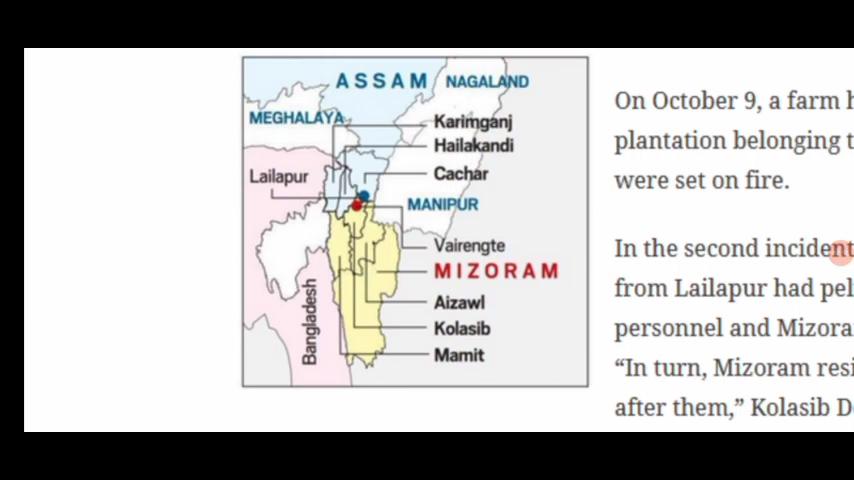 ASSAM
NAGALAND
MEGHALAYA
Karimganj
Hailakandi
Cachar
Lailapur
MANIPUR
Vairengte
MIZORAM
Aizawl
Kolasib
Mamit
Bangladesh
On October 9, a farm h
plantation belonging t
were set on fire.
In the second incident
from Lailapur had pel
personnel and Mizora
“In turn, Mizoram resi
after them,” Kolasib D